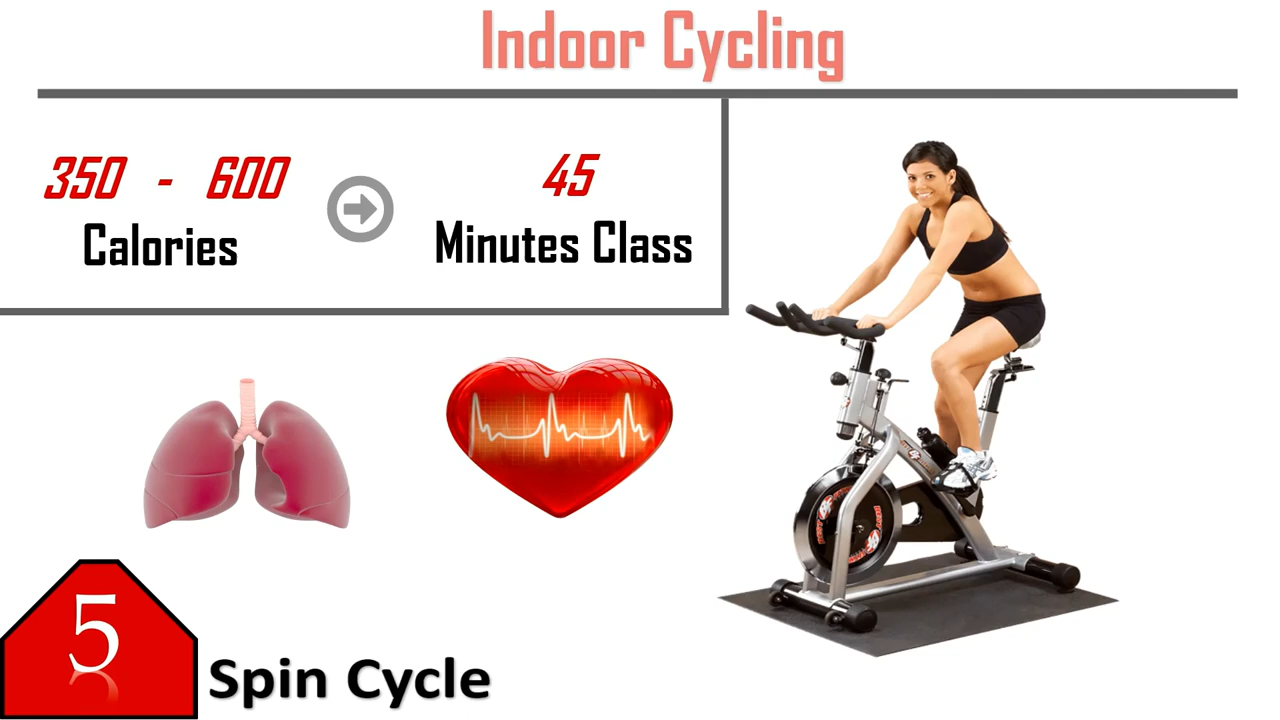 Indoor Cycling
350 - 600
Calories
45
Minutes Class
5
Spin Cycle